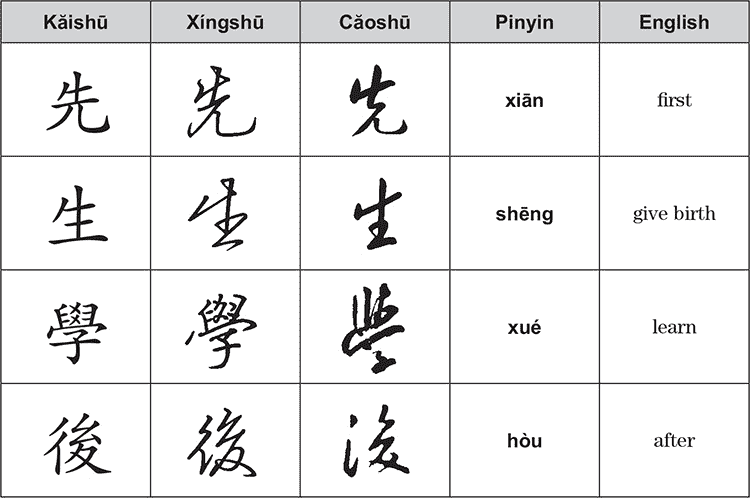 Kǎishū Xíngshū Cǎoshū Pinyin English
先 先 先 xiān first
生 生 生 shēng give birth
學 學 學 xué learn
後 後 後 hòu after